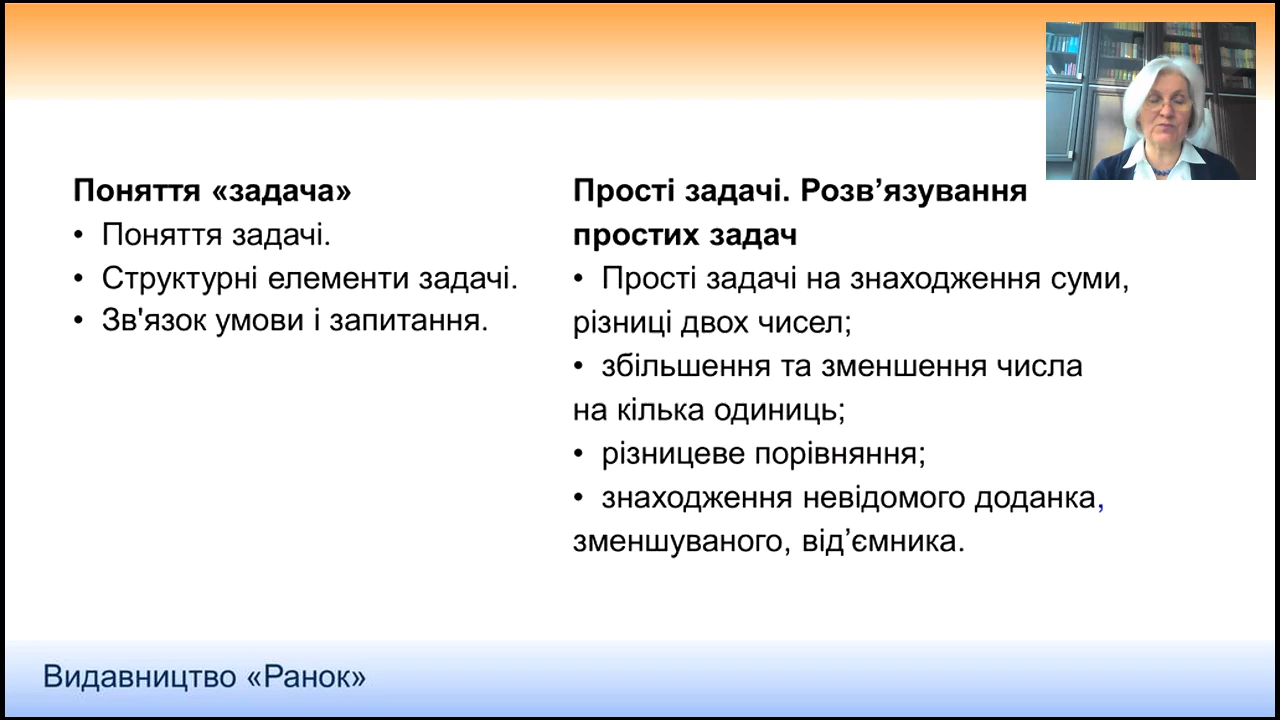 Поняття «задача»
• Поняття задачі.
• Структурні елементи задачі.
• Зв'язок умови і запитання.
Прості задачі. Розв’язування
простих задач
• Прості задачі на знаходження суми,
різниці двох чисел;
• збільшення та зменшення числа
на кілька одиниць;
• різницеве порівняння;
• знаходження невідомого доданка,
зменшуваного, від’ємника.
Видавництво «Ранок»